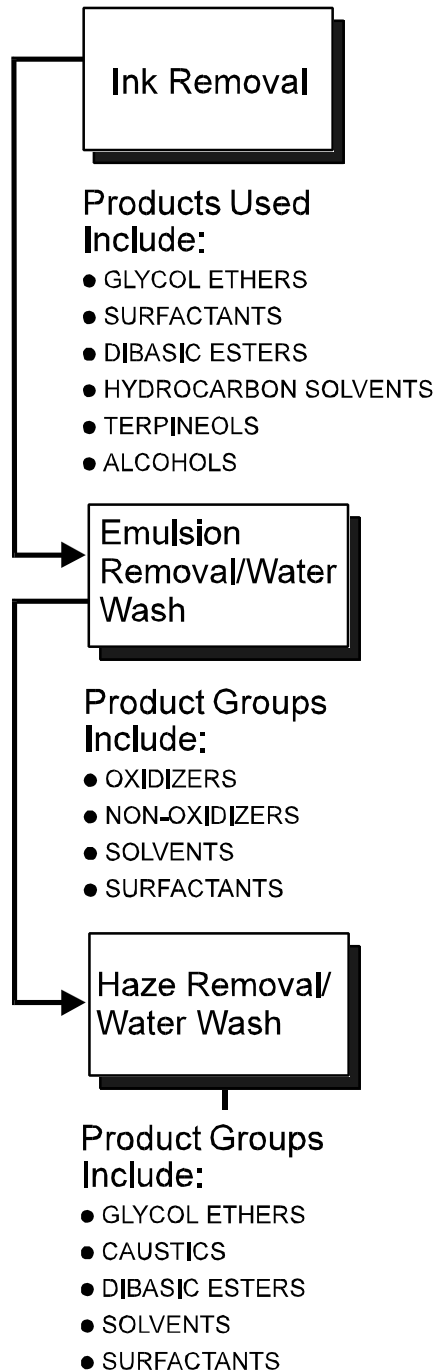 Ink Removal
Products Used
Include:
● GLYCOL ETHERS
● SURFACTANTS
● DIBASIC ESTERS
● HYDROCARBON SOLVENTS
● TERPINEOLS
● ALCOHOLS
Emulsion
Removal/Water
Wash
Product Groups
Include:
● OXIDIZERS
● NON-OXIDIZERS
● SOLVENTS
● SURFACTANTS
Haze Removal/
Water Wash
Product Groups
Include:
● GLYCOL ETHERS
● CAUSTICS
● DIBASIC ESTERS
● SOLVENTS
● SURFACTANTS